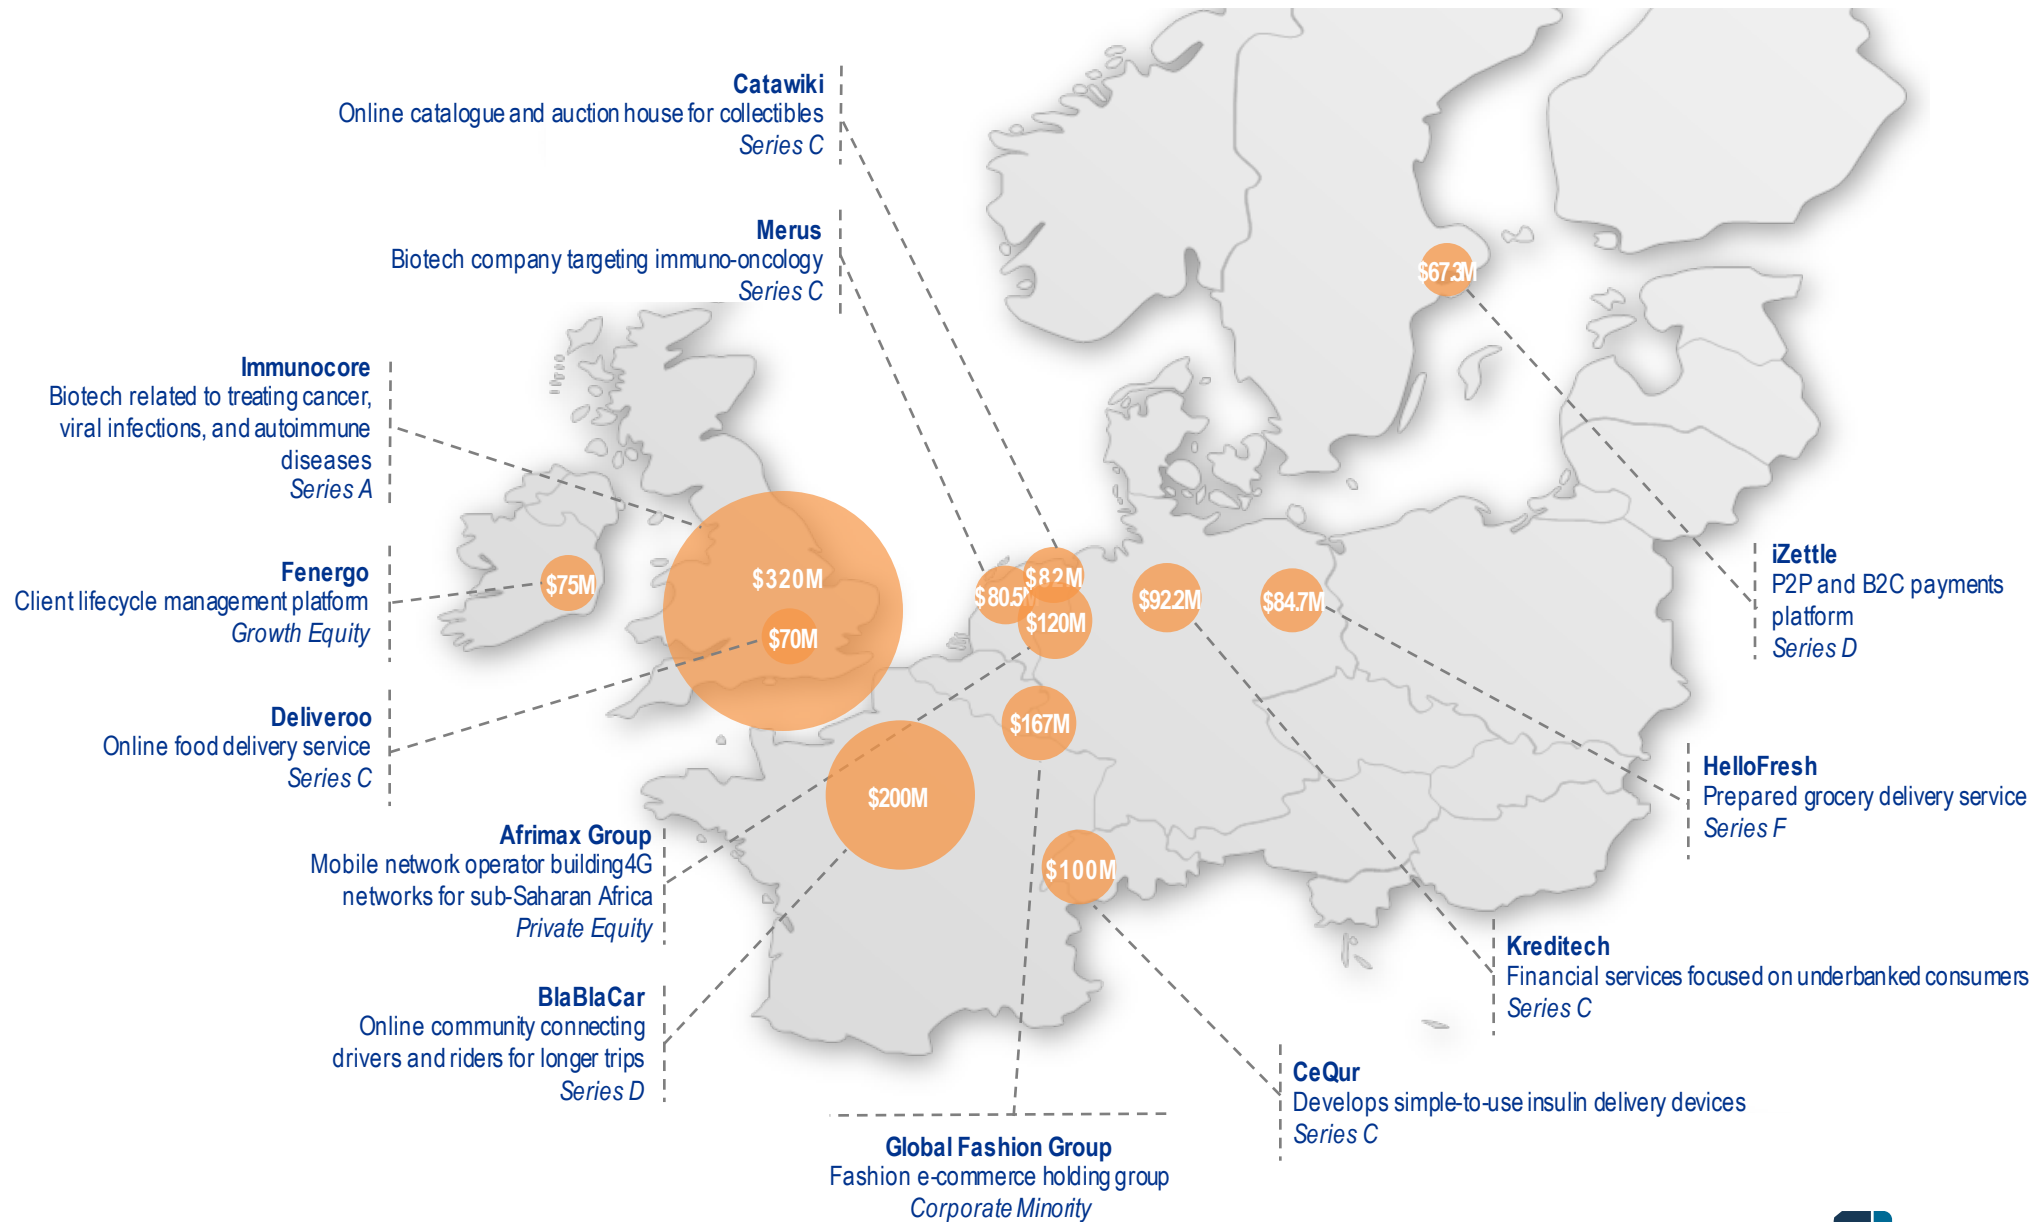 Catawiki
Online catalogue and auction house for collectibles
Series C
Merus
Biotech company targeting immuno-oncology
Series C
$67.3M
Immunocore
Biotech related to treating cancer,
viral infections, and autoimmune
diseases
Series A
Fenergo
Client lifecycle management platform
Growth Equity
$75M
$320M
$70M
$80.5M
$82M
$120M
$92.2M
$84.7M
iZettle
P2P and B2C payments
platform
Series D
Deliveroo
Online food delivery service
Series C
$167M
$200M
HelloFresh
Prepared grocery delivery service
Series F
Afrimax Group
Mobile network operator building 4G
networks for sub-Saharan Africa
Private Equity
$100M
Kreditech
Financial services focused on underbanked consumers
Series C
BlaBlaCar
Online community connecting
drivers and riders for longer trips
Series D
CeQur
Develops simple-to-use insulin delivery devices
Series C
Global Fashion Group
Fashion e-commerce holding group
Corporate Minority